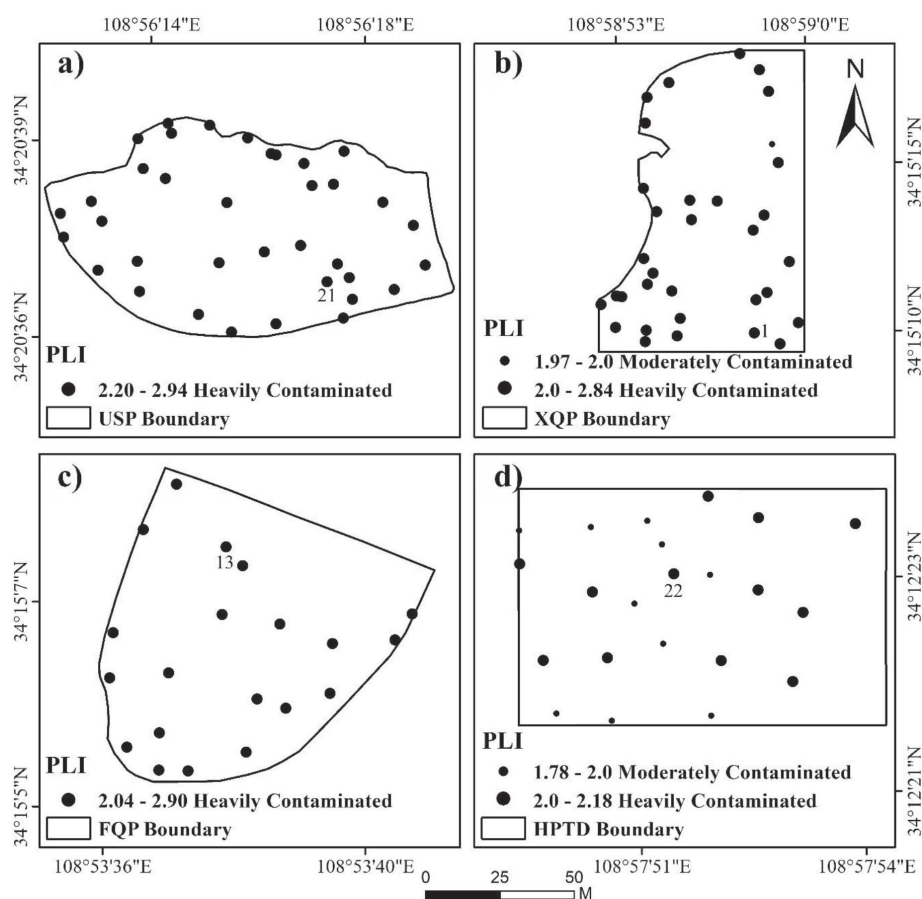 108°56'14"E 108°56'18"E
108°58'53"E 108°59'0"E
a)
34°20'39"N
34°20'36"N
21
PLI
2.20 - 2.94 Heavily Contaminated
USP Boundary
b)
N
34°15'15"N
34°15'10"N
1
1.97 - 2.0 Moderately Contaminated
2.0 - 2.84 Heavily Contaminated
XQP Boundary
c)
13
34°15'7"N
34°15'5"N
PLI
2.04 - 2.90 Heavily Contaminated
FQP Boundary
108°53'36"E 108°53'40"E
d)
22
34°12'23"N
34°12'21"N
PLI
1.78 - 2.0 Moderately Contaminated
2.0 - 2.18 Heavily Contaminated
HPTD Boundary
108°57'51"E 108°57'54"E
0 25 50
M